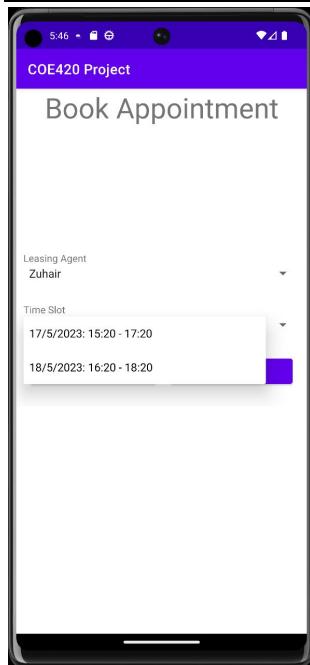 5:46
COE420 Project
Book Appointment
Leasing Agent
Zuhair
Time Slot
17/5/2023: 15:20 - 17:20
18/5/2023: 16:20 - 18:20